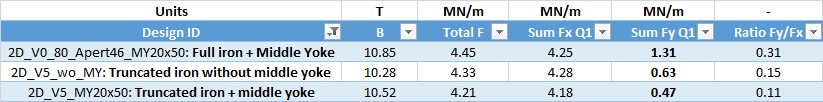 Units T MN/m MN/m MN/m -
Design ID B Total F Sum Fx Q1 Sum Fy Q1 Ratio Fy/Fx
2D_V0_80_Apert46_MY20x50: Full iron + Middle Yoke 10.85 4.45 4.25 1.31 0.31
2D_V5_wo_MY: Truncated iron without middle yoke 10.28 4.33 4.28 0.63 0.15
2D_V5_MY20x50: Truncated iron + middle yoke 10.52 4.21 4.18 0.47 0.11